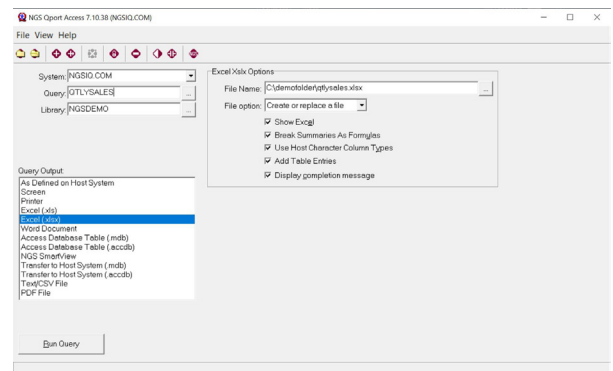 NGS Qport Access 7.10.38 (NGSIQ.COM)
File View Help
System: NGSIQ.COM
Query: QTLYSALES
Library: NGSDEMO
Excel Xslx Options
File Name: C:\demofolder\qtlysales.xlsx
File option: Create or replace a file
Show Excel
Break Summaries As Formulas
Use Host Character Column Types
Add Table Entries
Display completion message
Query Output:
As Defined on Host System
Screen
Printer
Excel (.xls)
Excel (.xlsx)
Word Document
Access Database Table (.mdb)
Access Database Table (.accdb)
NGS SmartView
Transfer to Host System (.mdb)
Transfer to Host System (.accdb)
Text/CSV File
PDF File
Run Query